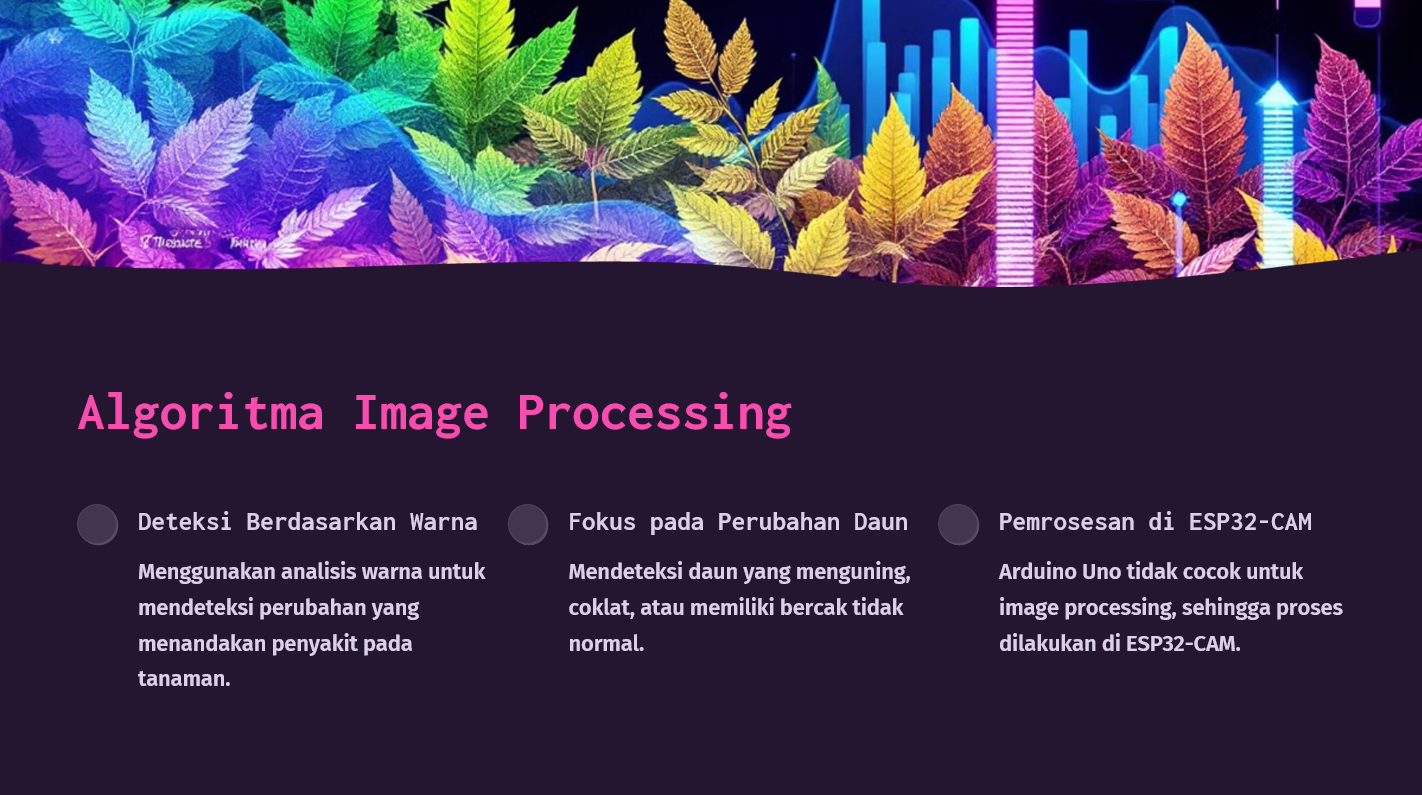 Algoritma Image Processing
Deteksi Berdasarkan Warna
Menggunakan analisis warna untuk
mendeteksi perubahan yang
menandakan penyakit pada
tanaman.
Fokus pada Perubahan Daun
Mendeteksi daun yang menguning,
coklat, atau memiliki bercak tidak
normal.
Pemrosesan di ESP32-CAM
Arduino Uno tidak cocok untuk
image processing, sehingga proses
dilakukan di ESP32-CAM.